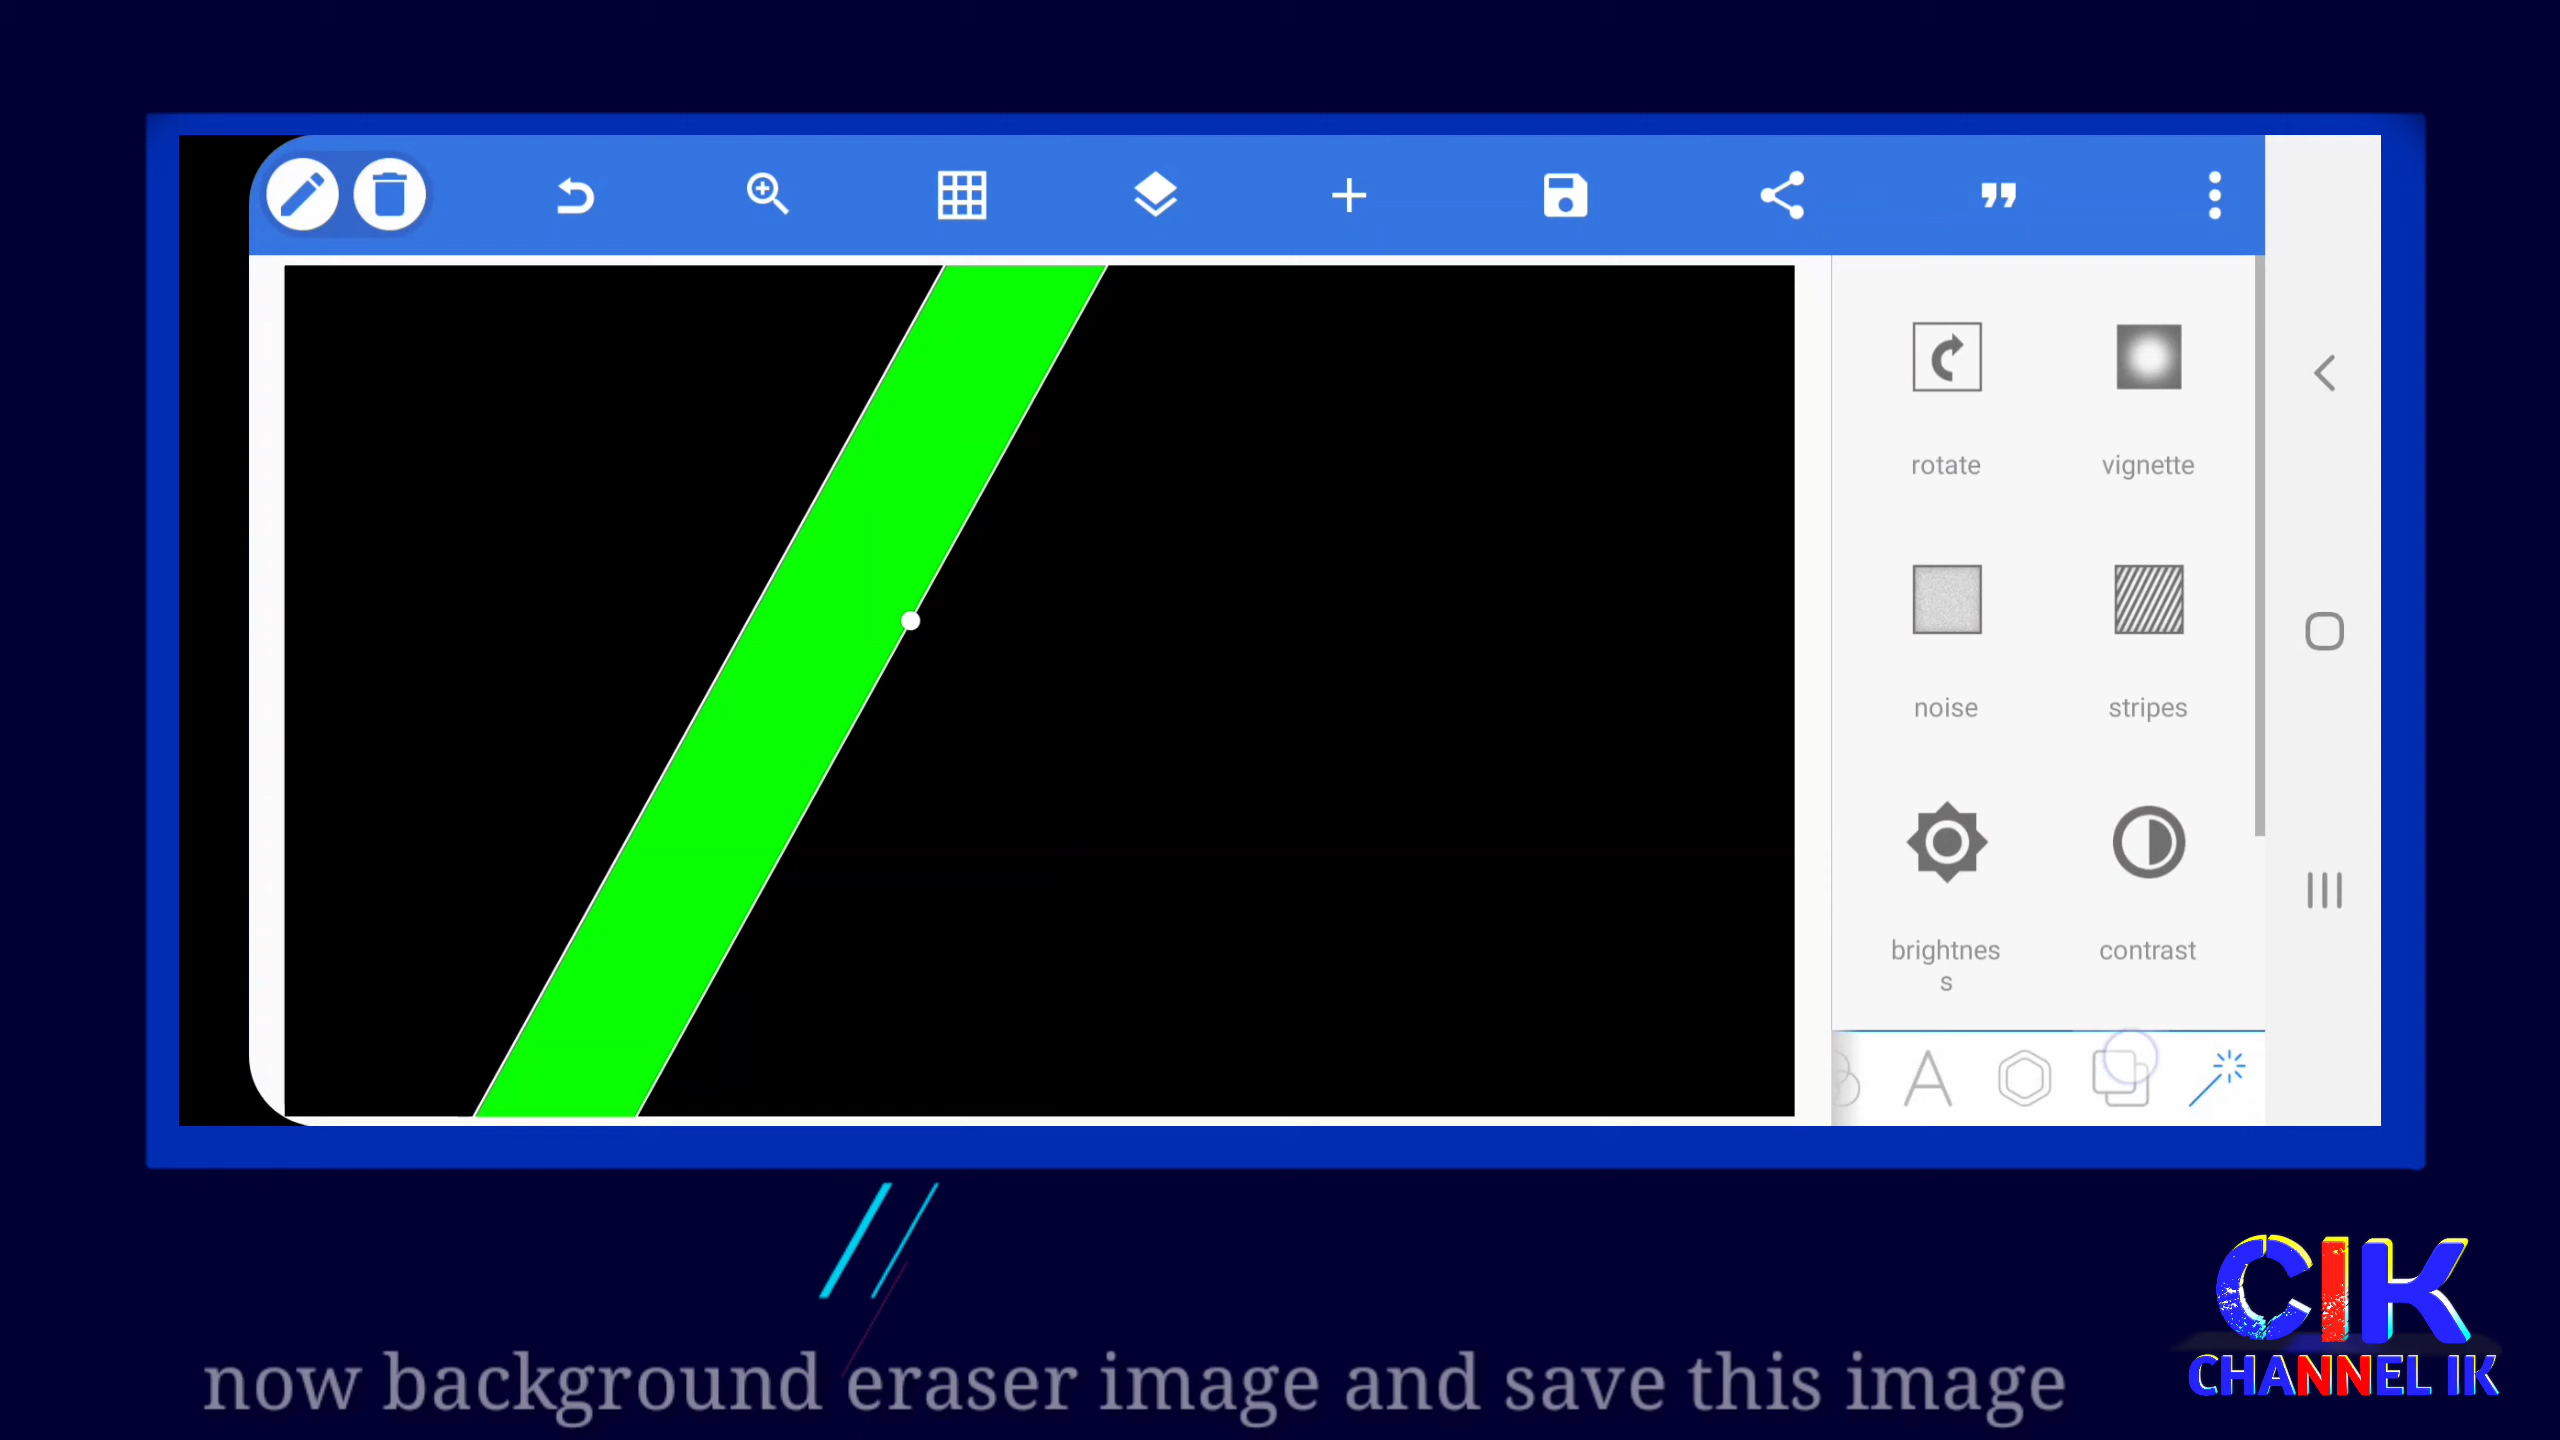 rotate
vignette
noise
stripes
brightnes
s
contrast
now background eraser image and save this image
CIK
CHANNEL IK